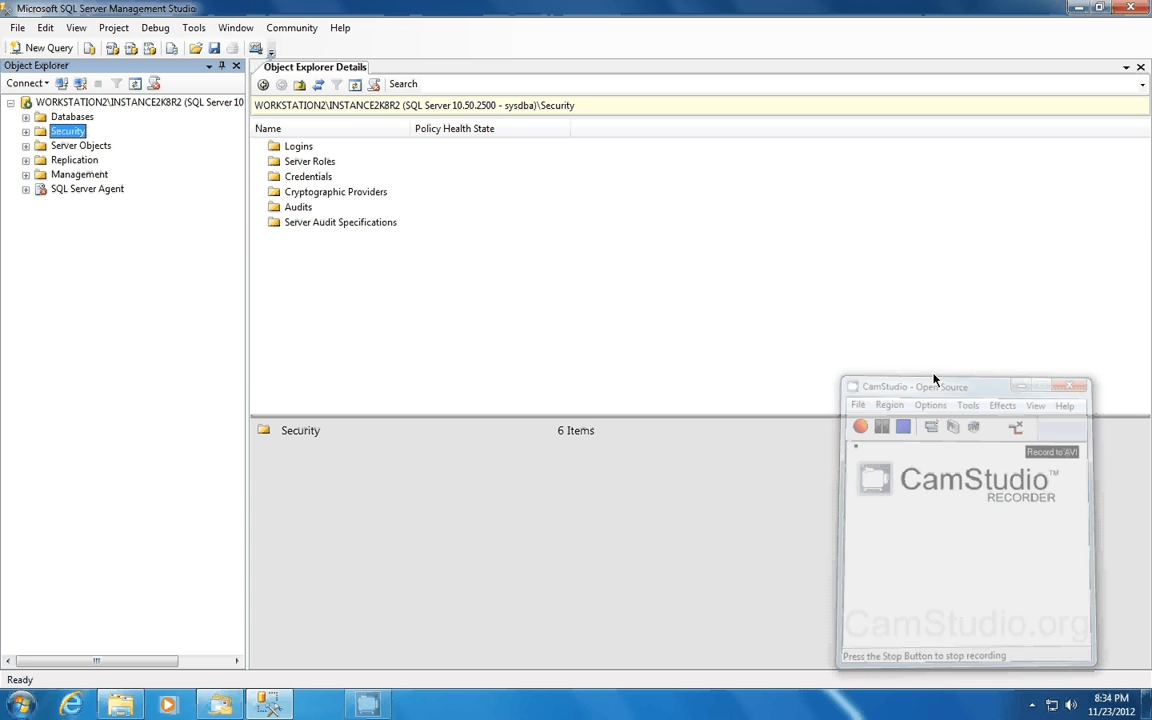 Microsoft SQL Server Management Studio
File Edit View Project Debug Tools Window Community Help
New Query
Object Explorer
Connect
WORKSTATION2\INSTANCE2K8R2 (SQL Server 10
Databases
Security
Server Objects
Replication
Management
SQL Server Agent
Object Explorer Details
Search
WORKSTATION2\INSTANCE2K8R2 (SQL Server 10.50.2500 - sysdba)\Security
Name Policy Health State
Logins
Server Roles
Credentials
Cryptographic Providers
Audits
Server Audit Specifications
Security 6 Items
CamStudio - Open Source
File Region Options Tools Effects View Help
Record to AVI
CamStudio™
RECORDER
CamStudio.org
Press the Stop Button to stop recording
Ready
8:34 PM
11/23/2012